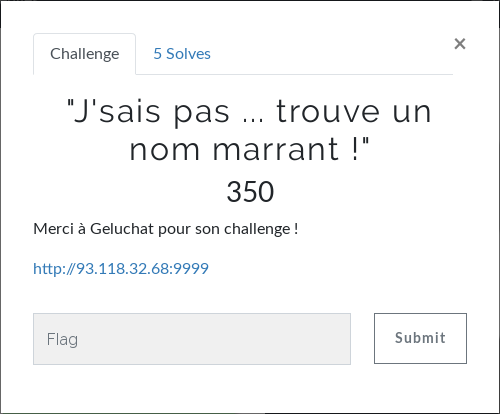 Challenge
5 Solves
×
"J'sais pas ... trouve un
nom marrant !"
350
Merci à Geluchat pour son challenge !
http://93.118.32.68:9999
Flag
Submit